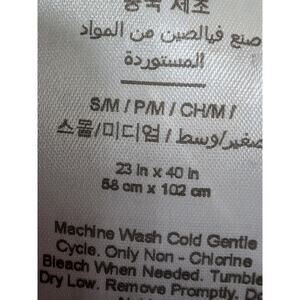 중국 제조
صنع فيالصين من المواد
المستوردة
S/M / P/M / CH/M /
스몰/미디엄 / صغير/وسط
23 in x 40 in
58 cm x 102 cm
Machine Wash Cold Gentle
Cycle. Only Non - Chlorine
Bleach When Needed. Tumble
Dry Low. Remove Promptly.